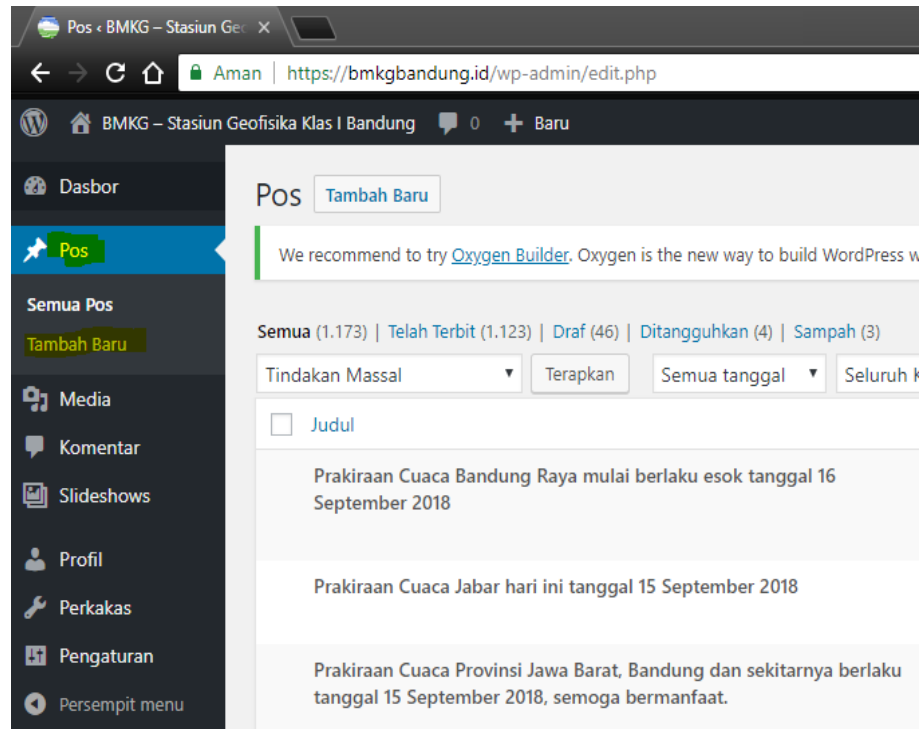 Pos ‹ BMKG – Stasiun Geo
Aman | https://bmkgbandung.id/wp-admin/edit.php
BMKG – Stasiun Geofisika Klas I Bandung 0 + Baru
Dasbor
Pos
Semua Pos
Tambah Baru
Media
Komentar
Slideshows
Profil
Perkakas
Pengaturan
Persempit menu
Pos Tambah Baru
We recommend to try Oxygen Builder. Oxygen is the new way to build WordPress w
Semua (1.173) | Telah Terbit (1.123) | Draf (46) | Ditangguhkan (4) | Sampah (3)
Tindakan Massal Terapkan Semua tanggal Seluruh K
Judul
Prakiraan Cuaca Bandung Raya mulai berlaku esok tanggal 16
September 2018
Prakiraan Cuaca Jabar hari ini tanggal 15 September 2018
Prakiraan Cuaca Provinsi Jawa Barat, Bandung dan sekitarnya berlaku
tanggal 15 September 2018, semoga bermanfaat.